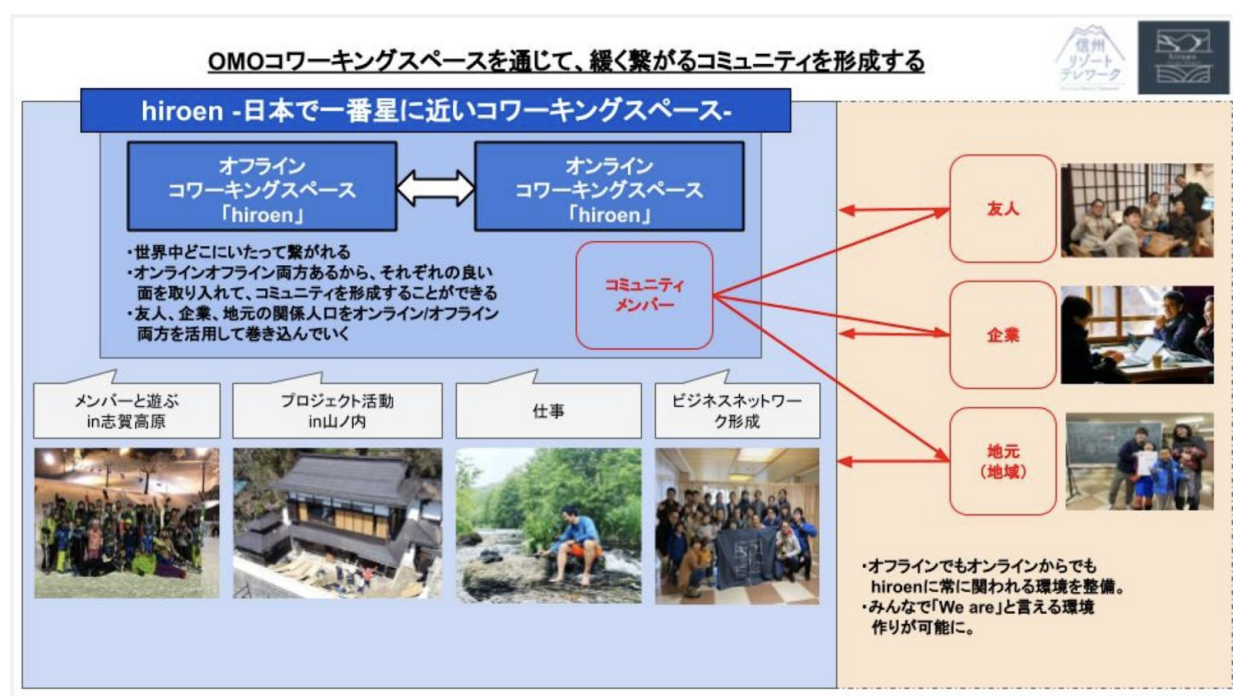 OMOコワーキングスペースを通じて、緩く繋がるコミュニティを形成する
信州
リゾート
テレワーク
hiroen
hiroen -日本で一番星に近いコワーキングスペース-
オフライン
コワーキングスペース
「hiroen」
オンライン
コワーキングスペース
「hiroen」
・世界中どこにいたって繋がれる
・オンラインオフライン両方あるから、それぞれの良い
面を取り入れて、コミュニティを形成することができる
・友人、企業、地元の関係人口をオンライン/オフライン
両方を活用して巻き込んでいく
コミュニティ
メンバー
友人
企業
地元
（地域）
メンバーと遊ぶ
in志賀高原
プロジェクト活動
in山ノ内
仕事
ビジネスネットワー
ク形成
・オフラインでもオンラインからでも
hiroenに常に関われる環境を整備。
・みんなで「We are」と言える環境
作りが可能に。